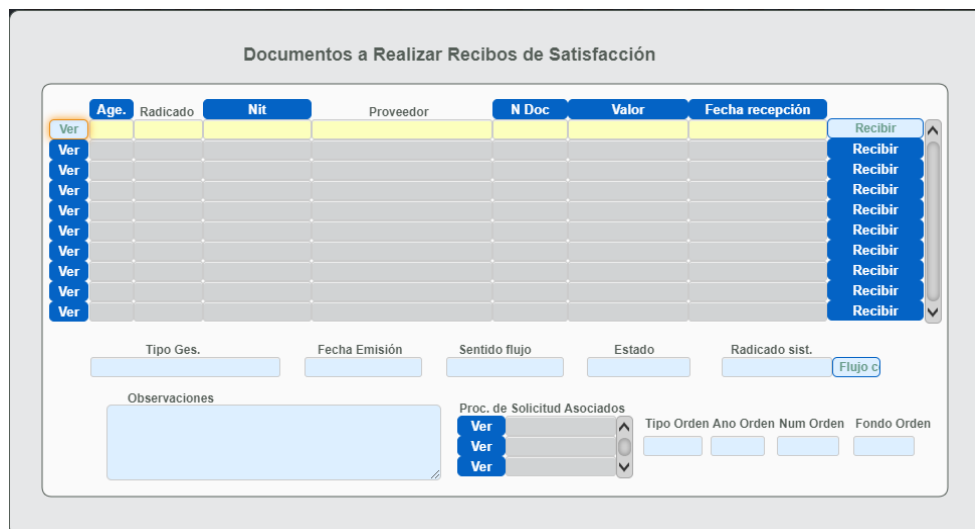 Documentos a Realizar Recibos de Satisfacción
Age. Radicado Nit Proveedor N Doc Valor Fecha recepción
Ver Recibir
Ver Recibir
Ver Recibir
Ver Recibir
Ver Recibir
Ver Recibir
Ver Recibir
Ver Recibir
Ver Recibir
Ver Recibir
Tipo Ges. Fecha Emisión Sentido flujo Estado Radicado sist.
Flujo c
Observaciones
Proc. de Solicitud Asociados
Ver
Ver
Ver
Tipo Orden Ano Orden Num Orden Fondo Orden